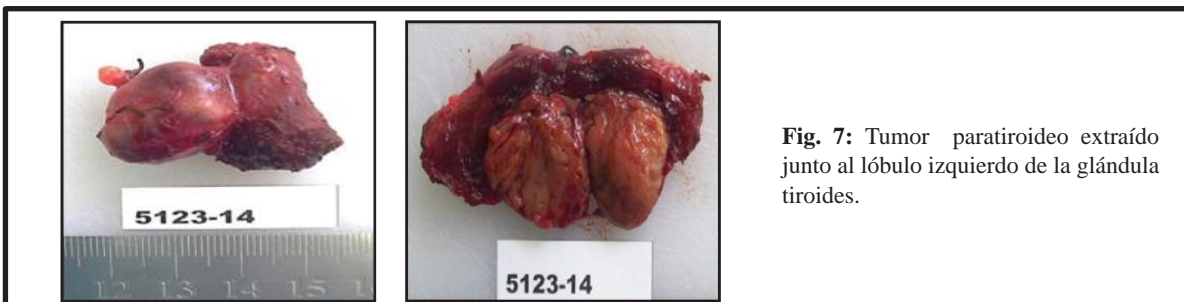 5123-14
12 13 14 15
5123-14
Fig. 7: Tumor paratiroideo extraído
junto al lóbulo izquierdo de la glándula
tiroides.